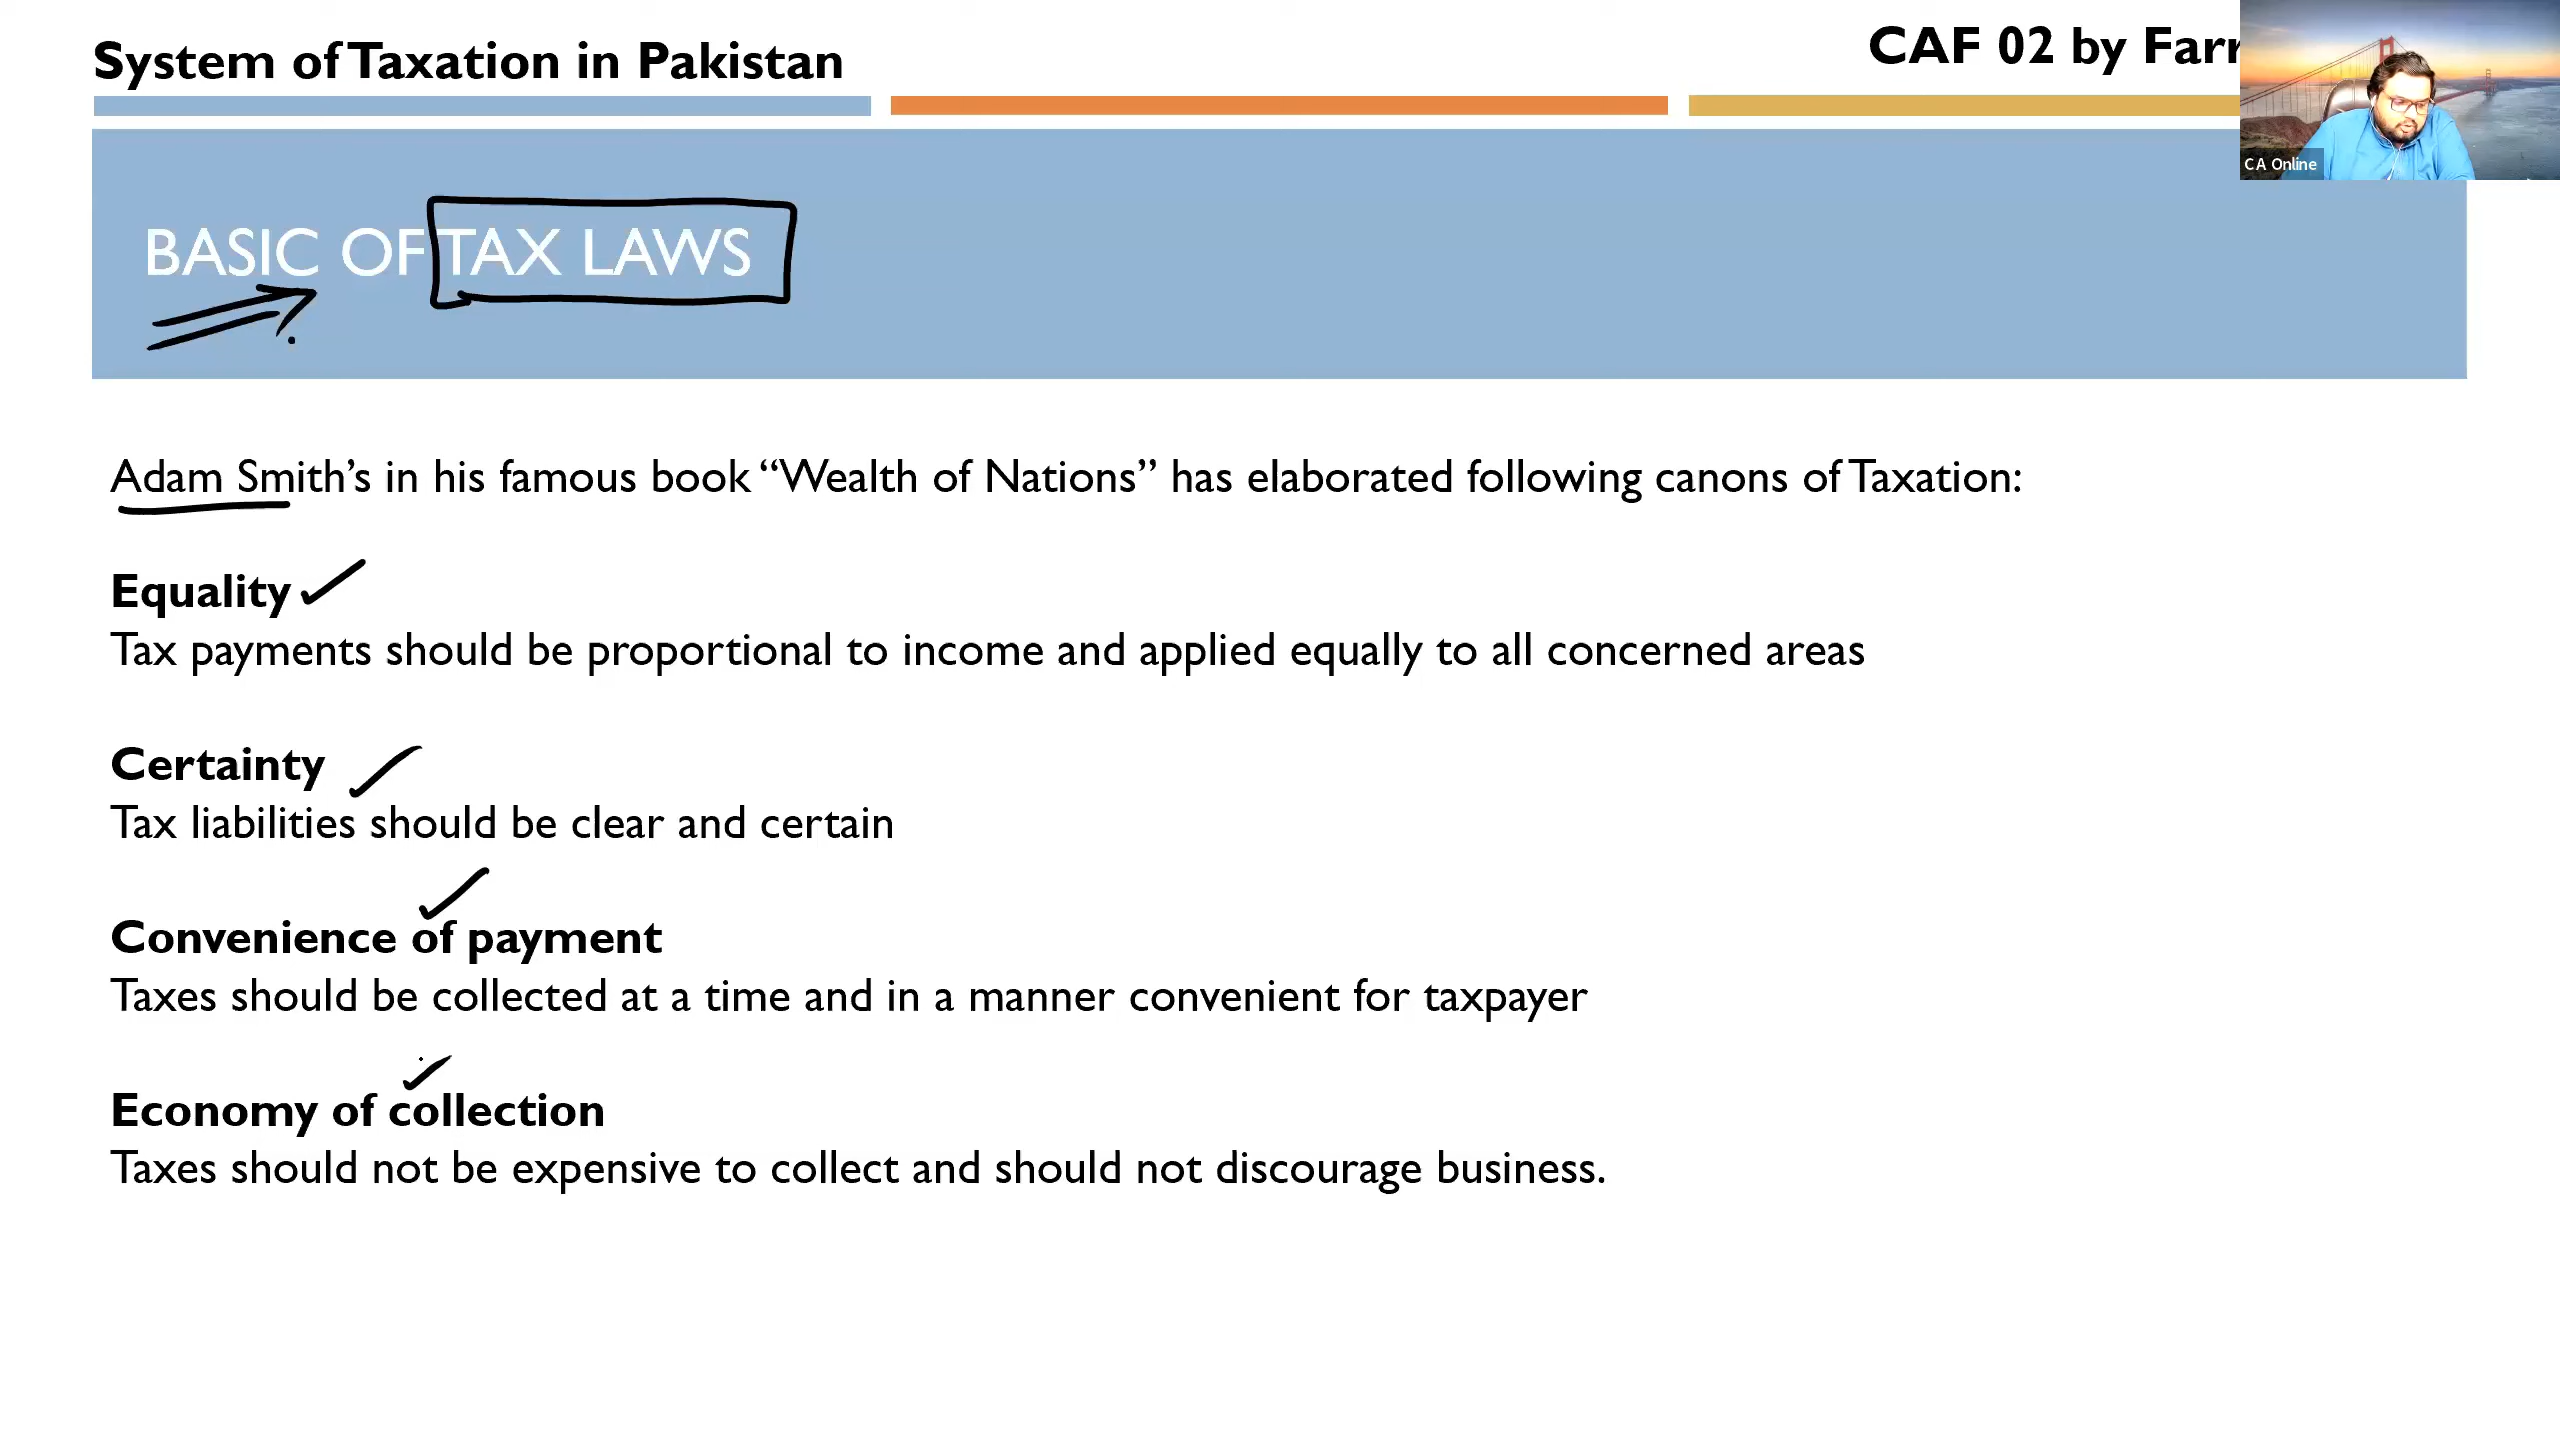 System of Taxation in Pakistan
CAF 02 by Farr
CA Online
BASIC OF TAX LAWS
Adam Smith’s in his famous book “Wealth of Nations” has elaborated following canons of Taxation:
Equality
Tax payments should be proportional to income and applied equally to all concerned areas
Certainty
Tax liabilities should be clear and certain
Convenience of payment
Taxes should be collected at a time and in a manner convenient for taxpayer
Economy of collection
Taxes should not be expensive to collect and should not discourage business.